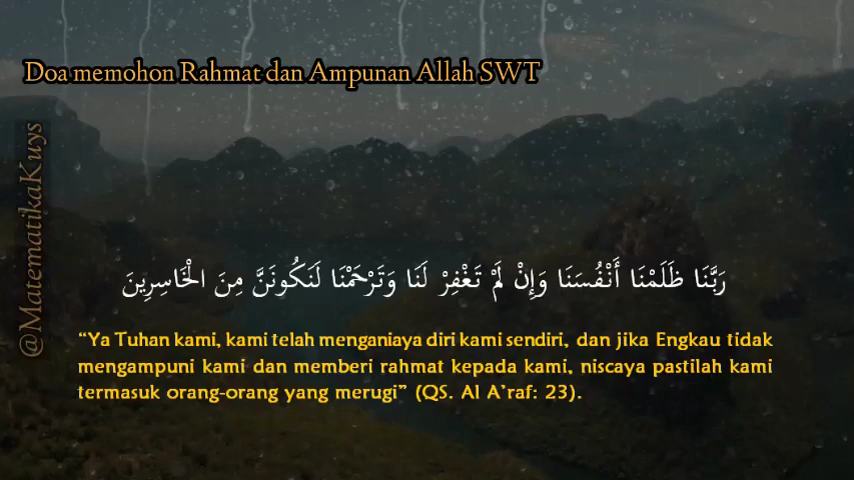 Doa memohon Rahmat dan Ampunan Allah SWT
@MatematikaKuys
رَبَّنَا ظَلَمْنَا أَنْفُسَنَا وَإِنْ لَمْ تَغْفِرْ لَنَا وَتَرْحَمْنَا لَنَكُونَنَّ مِنَ الْخَاسِرِينَ
“Ya Tuhan kami, kami telah menganiaya diri kami sendiri, dan jika Engkau tidak
mengampuni kami dan memberi rahmat kepada kami, niscaya pastilah kami
termasuk orang-orang yang merugi” (QS. Al A’raf: 23).